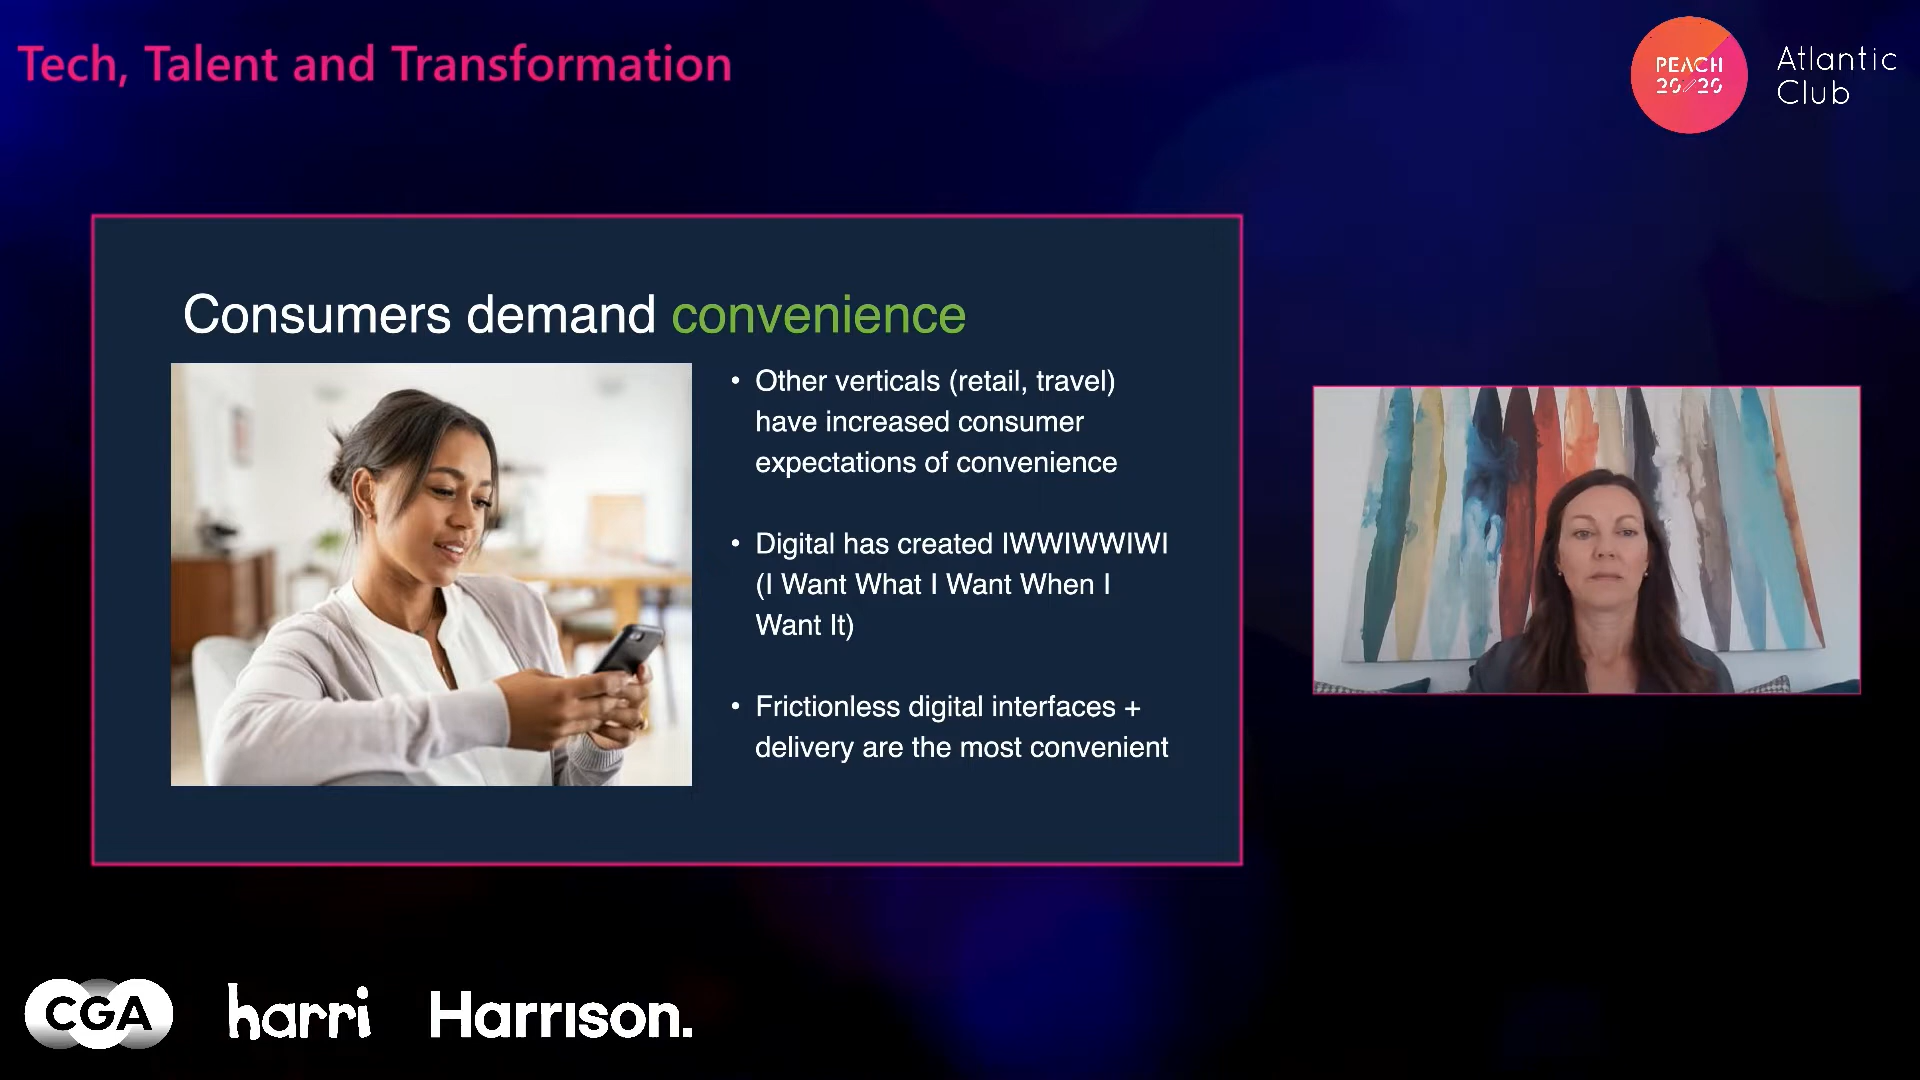 Tech, Talent and Transformation
PEACH
20/20
Atlantic
Club
Consumers demand convenience
• Other verticals (retail, travel)
have increased consumer
expectations of convenience
• Digital has created IWWIWWIWI
(I Want What I Want When I
Want It)
• Frictionless digital interfaces +
delivery are the most convenient
CGA
harri
Harrison.